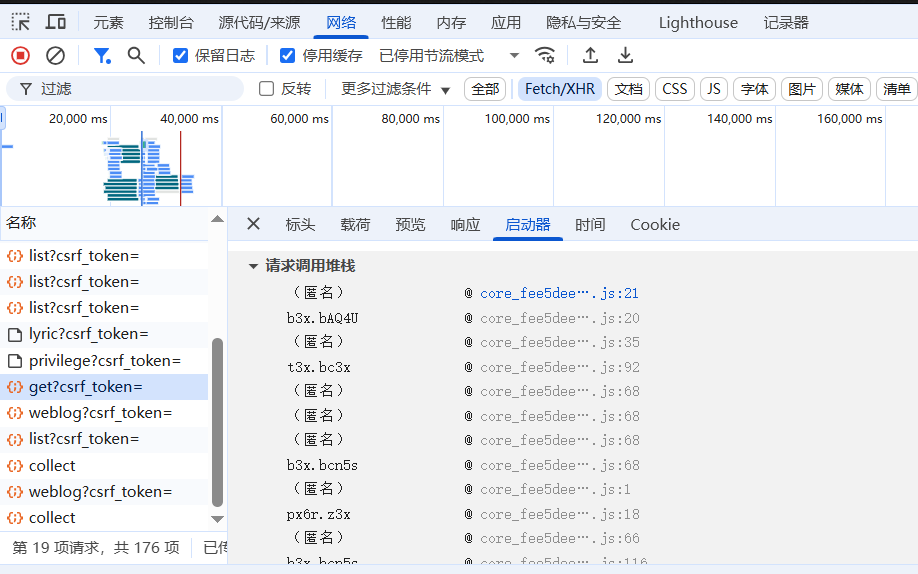 元素 控制台 源代码/来源 网络 性能 内存 应用 隐私与安全 Lighthouse 记录器
保留日志 停用缓存 已停用节流模式
过滤 反转 更多过滤条件 全部 Fetch/XHR 文档 CSS JS 字体 图片 媒体 清单
20,000 ms 40,000 ms 60,000 ms 80,000 ms 100,000 ms 120,000 ms 140,000 ms 160,000 ms
名称
list?csrf_token=
list?csrf_token=
list?csrf_token=
lyric?csrf_token=
privilege?csrf_token=
get?csrf_token=
weblog?csrf_token=
list?csrf_token=
collect
weblog?csrf_token=
collect
第 19 项请求，共 176 项 已传
标头 载荷 预览 响应 启动器 时间 Cookie
请求调用堆栈
（匿名） @ core_fee5dee….js:21
b3x.bAQ4U @ core_fee5dee….js:20
（匿名） @ core_fee5dee….js:35
t3x.bc3x @ core_fee5dee….js:92
（匿名） @ core_fee5dee….js:68
（匿名） @ core_fee5dee….js:68
（匿名） @ core_fee5dee….js:68
b3x.bcn5s @ core_fee5dee….js:68
（匿名） @ core_fee5dee….js:1
px6r.z3x @ core_fee5dee….js:18
（匿名） @ core_fee5dee….js:66
b3x.bcn5s @ core_fee5dee….js:116